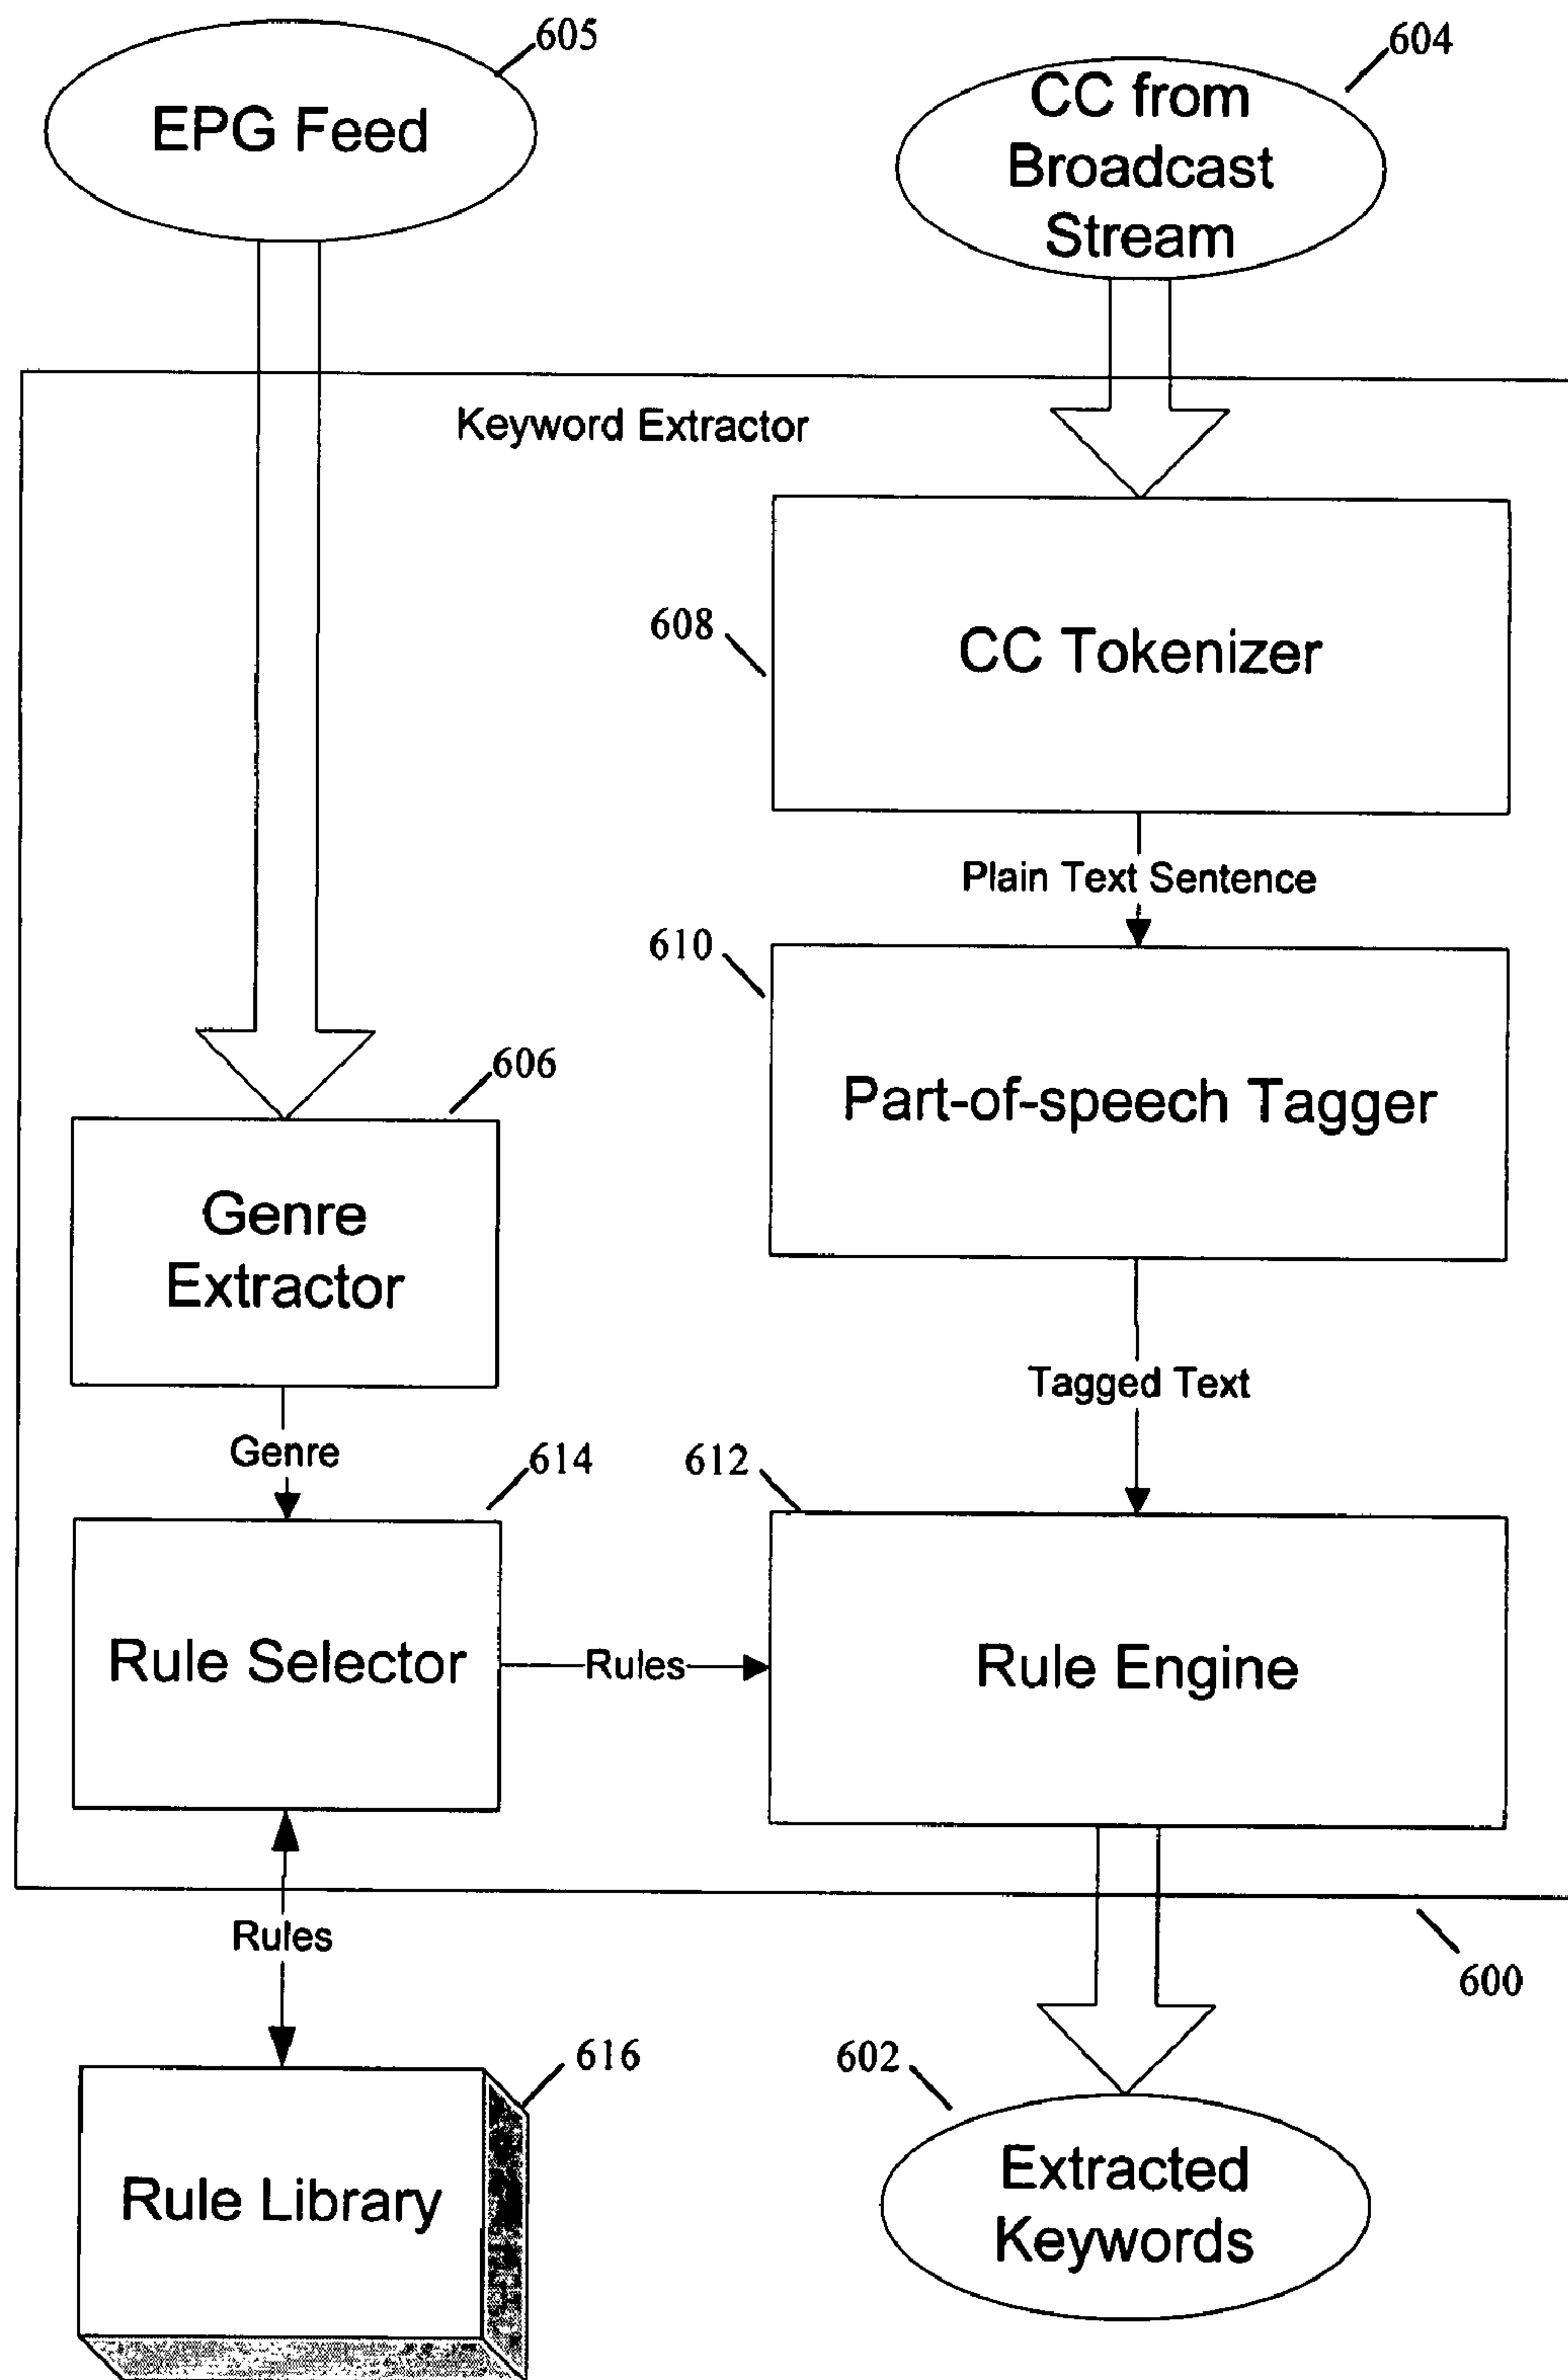 605
EPG Feed
604
CC from
Broadcast
Stream
Keyword Extractor
608
CC Tokenizer
Plain Text Sentence
610
Part-of-speech Tagger
606
Genre
Extractor
Tagged Text
Genre
614
612
Rule Selector
Rules
Rule Engine
Rules
600
616
602
Rule Library
Extracted
Keywords